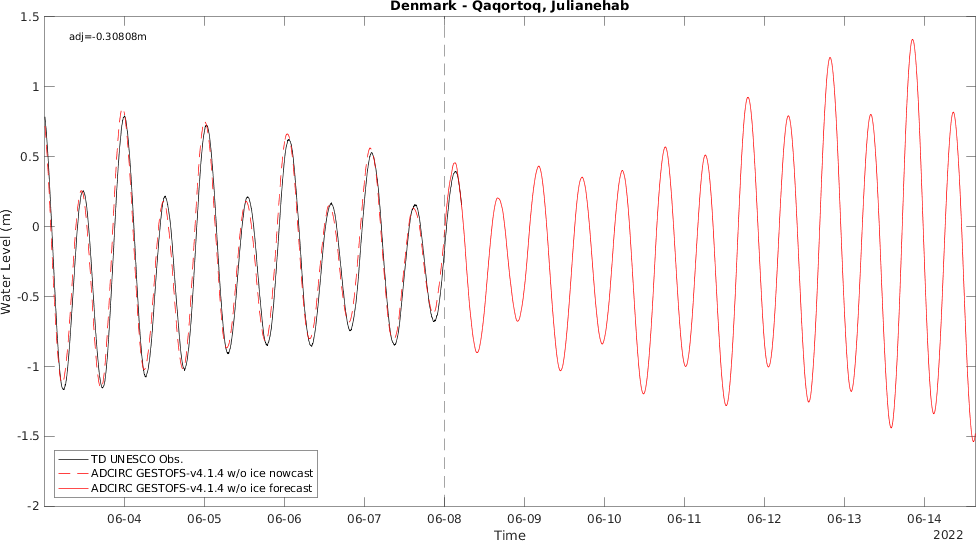 Denmark - Qaqortoq, Julianehab
adj=-0.30808m
1.5
1
0.5
0
-0.5
-1
-1.5
-2
Water Level (m)
TD UNESCO Obs.
ADCIRC GESTOFS-v4.1.4 w/o ice nowcast
ADCIRC GESTOFS-v4.1.4 w/o ice forecast
06-04 06-05 06-06 06-07 06-08 06-09 06-10 06-11 06-12 06-13 06-14
Time
2022